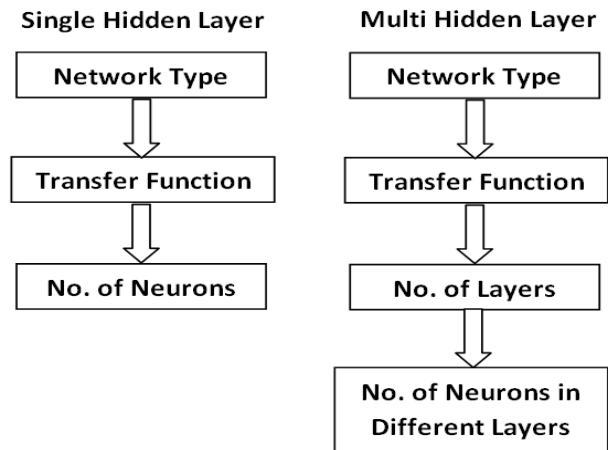 Single Hidden Layer
Network Type
Transfer Function
No. of Neurons
Multi Hidden Layer
Network Type
Transfer Function
No. of Layers
No. of Neurons in
Different Layers